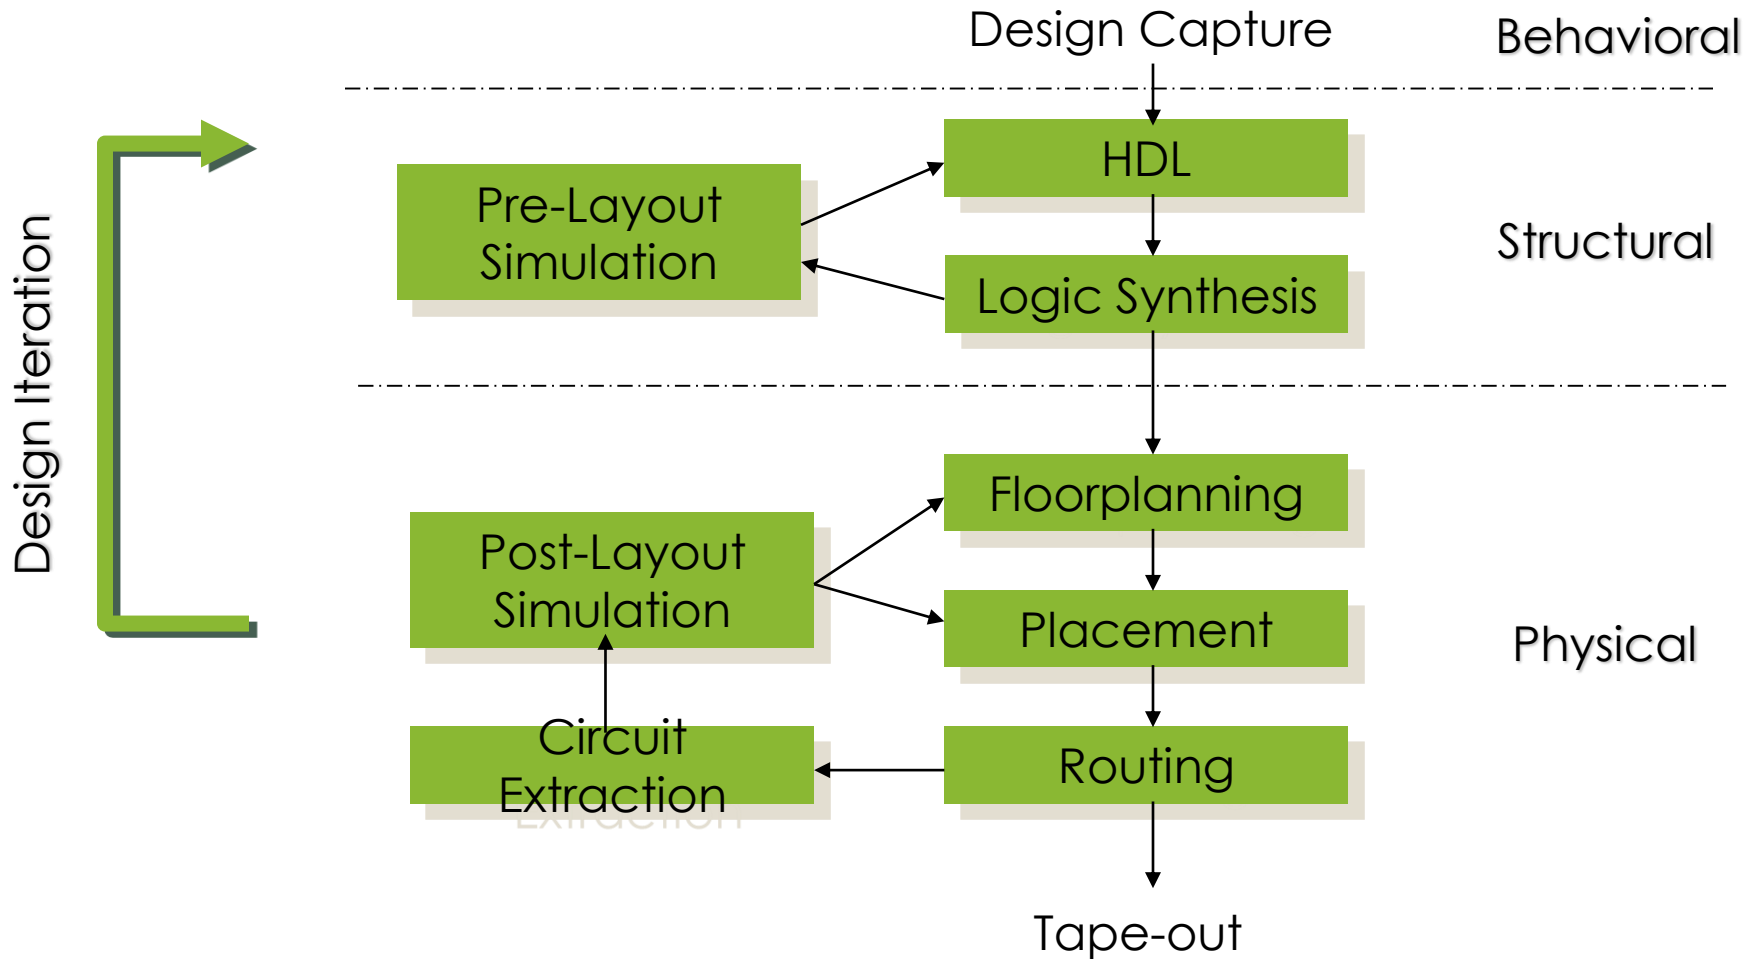 Design Capture
Behavioral
HDL
Pre-Layout
Simulation
Structural
Logic Synthesis
Design Iteration
Floorplanning
Post-Layout
Simulation
Placement
Physical
Circuit
Extraction
Routing
Tape-out